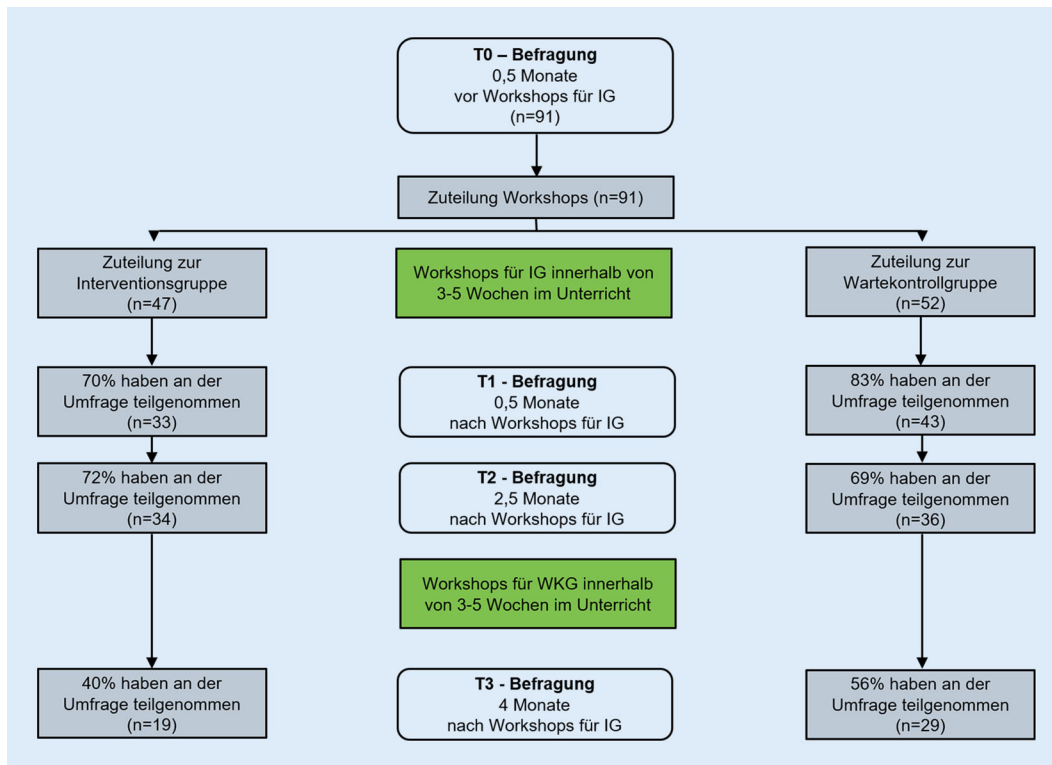 T0 – Befragung
0,5 Monate
vor Workshops für IG
(n=91)
Zuteilung Workshops (n=91)
Zuteilung zur
Interventionsgruppe
(n=47)
Workshops für IG innerhalb von
3-5 Wochen im Unterricht
Zuteilung zur
Wartekontrollgruppe
(n=52)
70% haben an der
Umfrage teilgenommen
(n=33)
T1 - Befragung
0,5 Monate
nach Workshops für IG
83% haben an der
Umfrage teilgenommen
(n=43)
72% haben an der
Umfrage teilgenommen
(n=34)
T2 - Befragung
2,5 Monate
nach Workshops für IG
69% haben an der
Umfrage teilgenommen
(n=36)
Workshops für WKG innerhalb
von 3-5 Wochen im Unterricht
40% haben an der
Umfrage teilgenommen
(n=19)
T3 - Befragung
4 Monate
nach Workshops für IG
56% haben an der
Umfrage teilgenommen
(n=29)